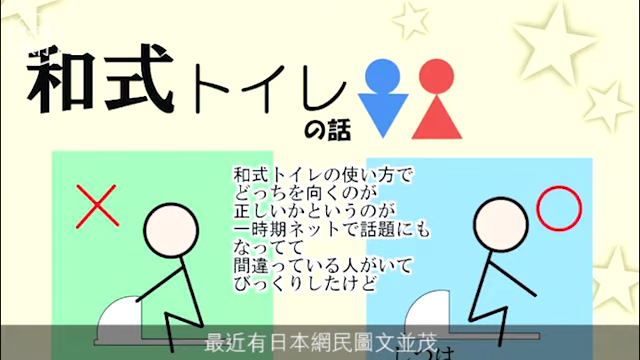 和式トイレ
の話
和式トイレの使い方で
どっちを向くのが
正しいかというのが
一時期ネットで話題にも
なってて
間違っている人がいて
びっくりしたけど
最近有日本網民圖文並茂